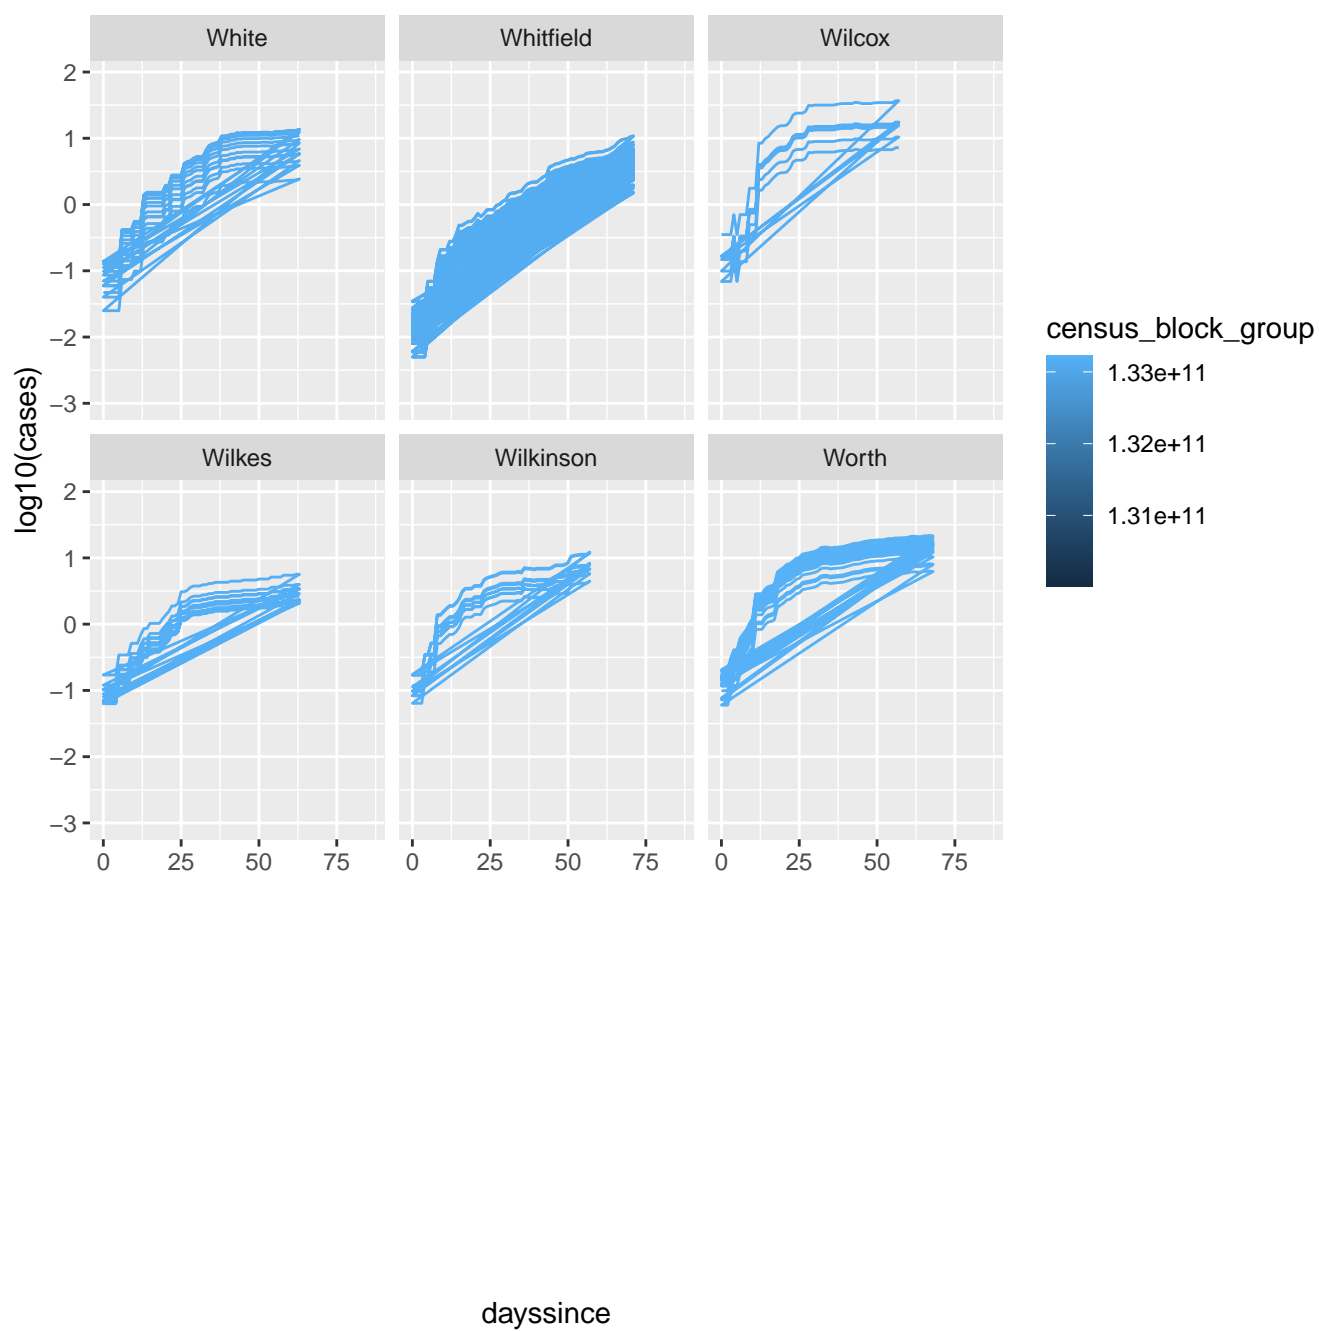 White
Whitfield
Wilcox
2
1
0
−1
−2
−3
Wilkes
Wilkinson
Worth
2
1
0
−1
−2
−3
0 25 50 75
0 25 50 75
0 25 50 75
log10(cases)
dayssince
census_block_group
1.33e+11
1.32e+11
1.31e+11